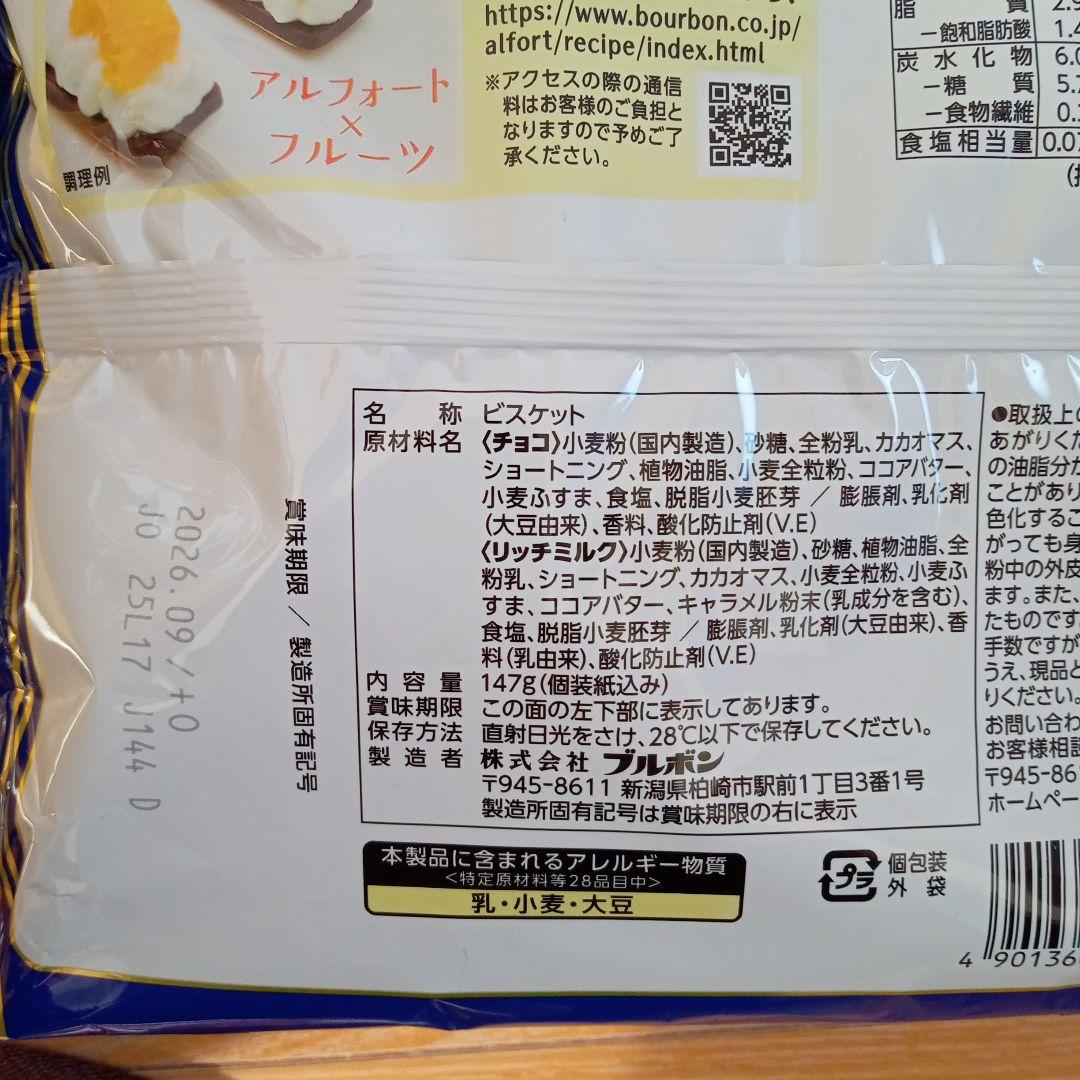 https://www.bourbon.co.jp/
alfort/recipe/index.html
※アクセスの際の通信
料はお客様のご負担と
なりますので予めご了
承ください。
アルフォート
×
フルーツ
調理例
脂質 2.9
－飽和脂肪酸 1.4
炭水化物 6.0
－糖質 5.7
－食物繊維 0.
食塩相当量 0.07
名称 ビスケット
原材料名 〈チョコ〉小麦粉(国内製造)、砂糖、全粉乳、カカオマス、
ショートニング、植物油脂、小麦全粒粉、ココアバター、
小麦ふすま、食塩、脱脂小麦胚芽 ／ 膨脹剤、乳化剤
(大豆由来)、香料、酸化防止剤(V.E)
〈リッチミルク〉小麦粉(国内製造)、砂糖、植物油脂、全
粉乳、ショートニング、カカオマス、小麦全粒粉、小麦ふ
すま、ココアバター、キャラメル粉末(乳成分を含む)、
食塩、脱脂小麦胚芽 ／ 膨脹剤、乳化剤(大豆由来)、香
料(乳由来)、酸化防止剤(V.E)
内容量 147g(個装紙込み)
賞味期限 この面の左下部に表示してあります。
保存方法 直射日光をさけ、28℃以下で保存してください。
製造者 株式会社 ブルボン
〒945-8611 新潟県柏崎市駅前1丁目3番1号
製造所固有記号は賞味期限の右に表示
賞味期限 ／ 製造所固有記号
2026.09/+0
JO 25L17 J144 D
本製品に含まれるアレルギー物質
<特定原材料等28品目中>
乳・小麦・大豆
プラ
個包装
外袋
●取扱上の
あがりくだ
の油脂分が
ことがあり
色化するこ
がっても身
粉中の外皮
ます。また、
たものです。
手数ですが
うえ、現品と
りください。
お問い合わ
お客様相談
〒945-86
ホームペー
4 90136